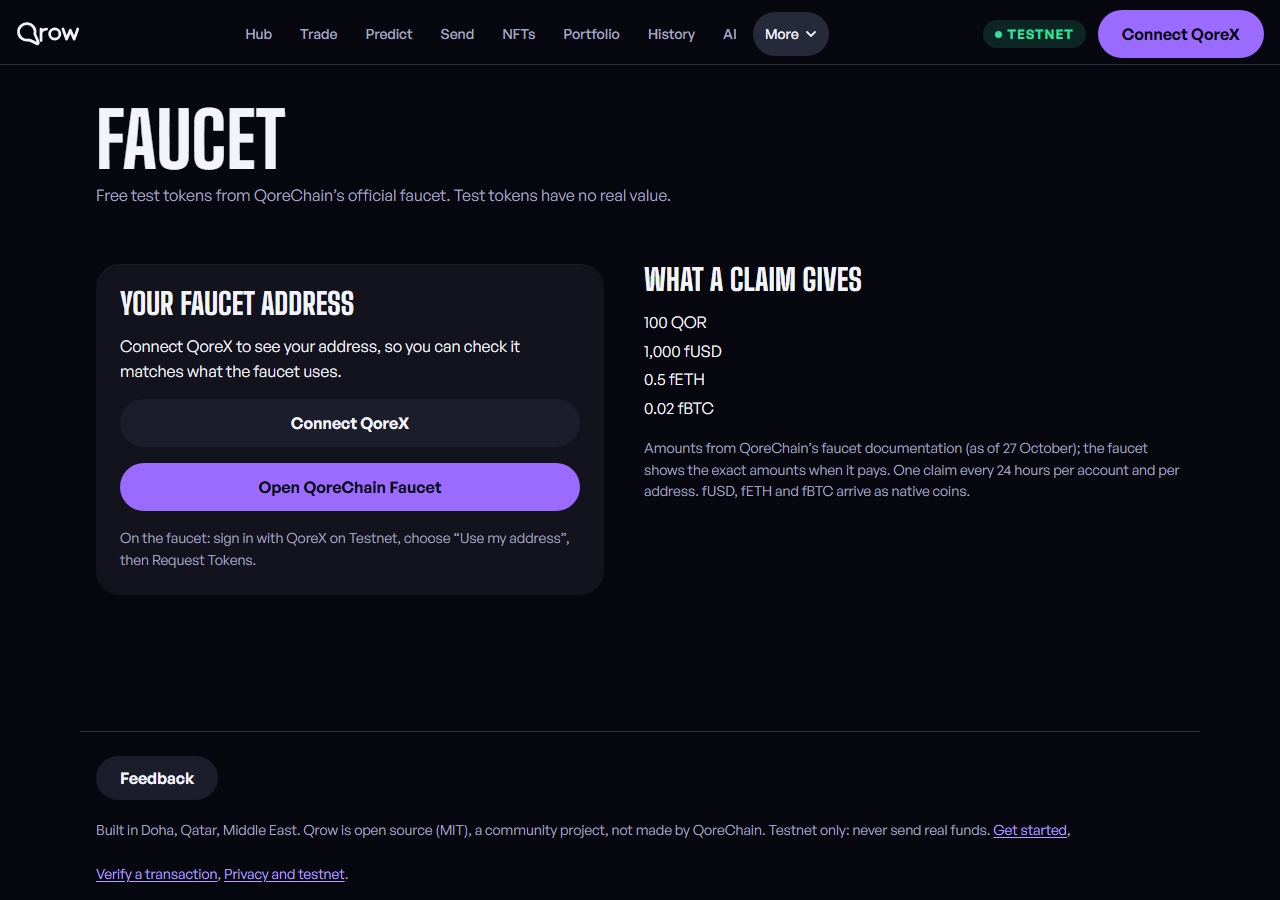 Qrow
Hub Trade Predict Send NFTs Portfolio History AI More
TESTNET
Connect QoreX
FAUCET
Free test tokens from QoreChain’s official faucet. Test tokens have no real value.
YOUR FAUCET ADDRESS
Connect QoreX to see your address, so you can check it
matches what the faucet uses.
Connect QoreX
Open QoreChain Faucet
On the faucet: sign in with QoreX on Testnet, choose “Use my address”,
then Request Tokens.
WHAT A CLAIM GIVES
100 QOR
1,000 fUSD
0.5 fETH
0.02 fBTC
Amounts from QoreChain’s faucet documentation (as of 27 October); the faucet
shows the exact amounts when it pays. One claim every 24 hours per account and per
address. fUSD, fETH and fBTC arrive as native coins.
Feedback
Built in Doha, Qatar, Middle East. Qrow is open source (MIT), a community project, not made by QoreChain. Testnet only: never send real funds. Get started,
Verify a transaction, Privacy and testnet.